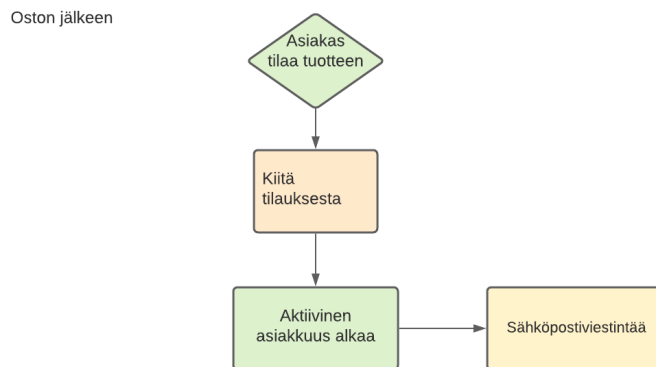 Oston jälkeen
Asiakas
tilaa tuotteen
Kiitä
tilauksesta
Aktiivinen
asiakkuus alkaa
Sähköpostiviestintää